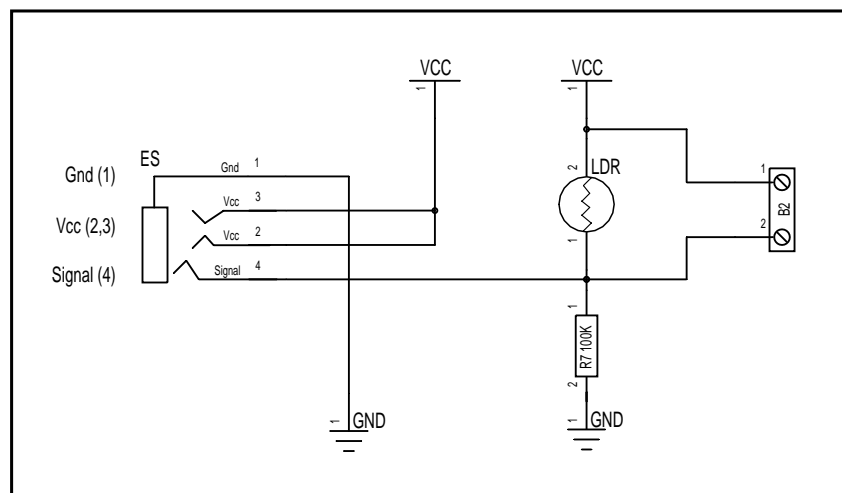 VCC
1
VCC
1
ES
Gnd (1)
Gnd 1
2
LDR
1
Vcc 3
Vcc (2,3)
Vcc 2
B2
2
1
Signal (4)
Signal 4
1
R7 100K
2
1 GND
1 GND